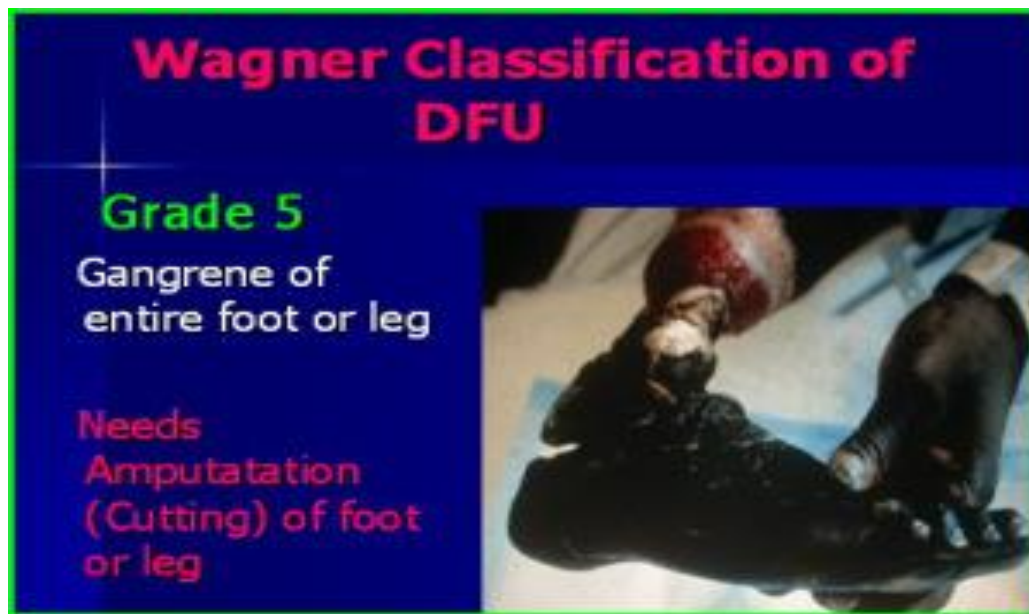 Wagner Classification of
DFU
Grade 5
Gangrene of
entire foot or leg
Needs
Amputatation
(Cutting) of foot
or leg